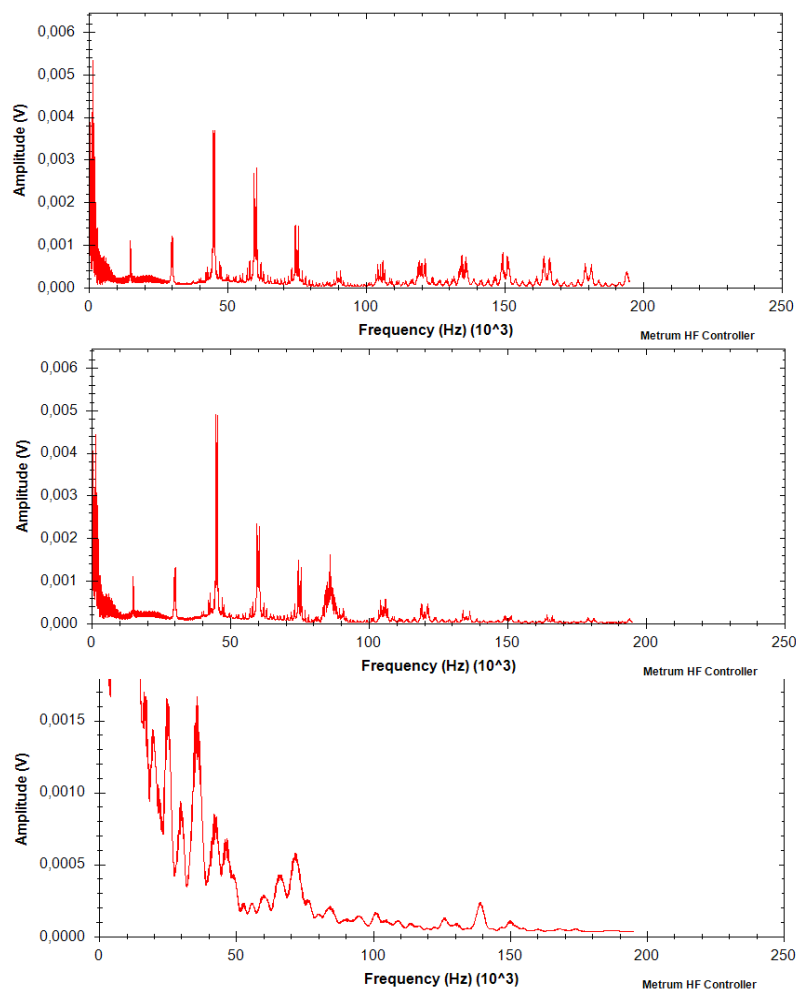 0,006
0,005
0,004
0,003
0,002
0,001
0,000
Amplitude (V)
0 50 100 150 200 250
Frequency (Hz) (10^3)
Metrum HF Controller
0,006
0,005
0,004
0,003
0,002
0,001
0,000
Amplitude (V)
0 50 100 150 200 250
Frequency (Hz) (10^3)
Metrum HF Controller
0,0015
0,0010
0,0005
0,0000
Amplitude (V)
0 50 100 150 200 250
Frequency (Hz) (10^3)
Metrum HF Controller